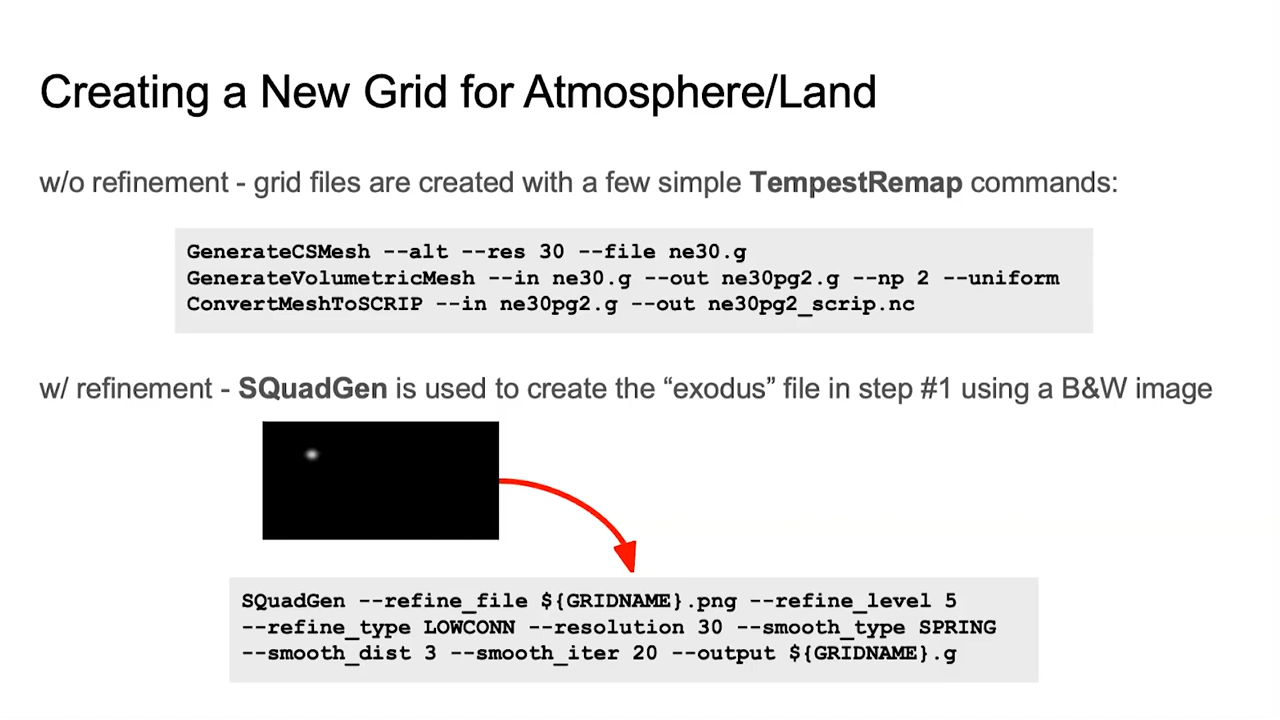 Creating a New Grid for Atmosphere/Land
w/o refinement - grid files are created with a few simple TempestRemap commands:
GenerateCSMesh --alt --res 30 --file ne30.g
GenerateVolumetricMesh --in ne30.g --out ne30pg2.g --np 2 --uniform
ConvertMeshToSCRIP --in ne30pg2.g --out ne30pg2_scrip.nc
w/ refinement - SQuadGen is used to create the “exodus” file in step #1 using a B&W image
SQuadGen --refine_file ${GRIDNAME}.png --refine_level 5
--refine_type LOWCONN --resolution 30 --smooth_type SPRING
--smooth_dist 3 --smooth_iter 20 --output ${GRIDNAME}.g